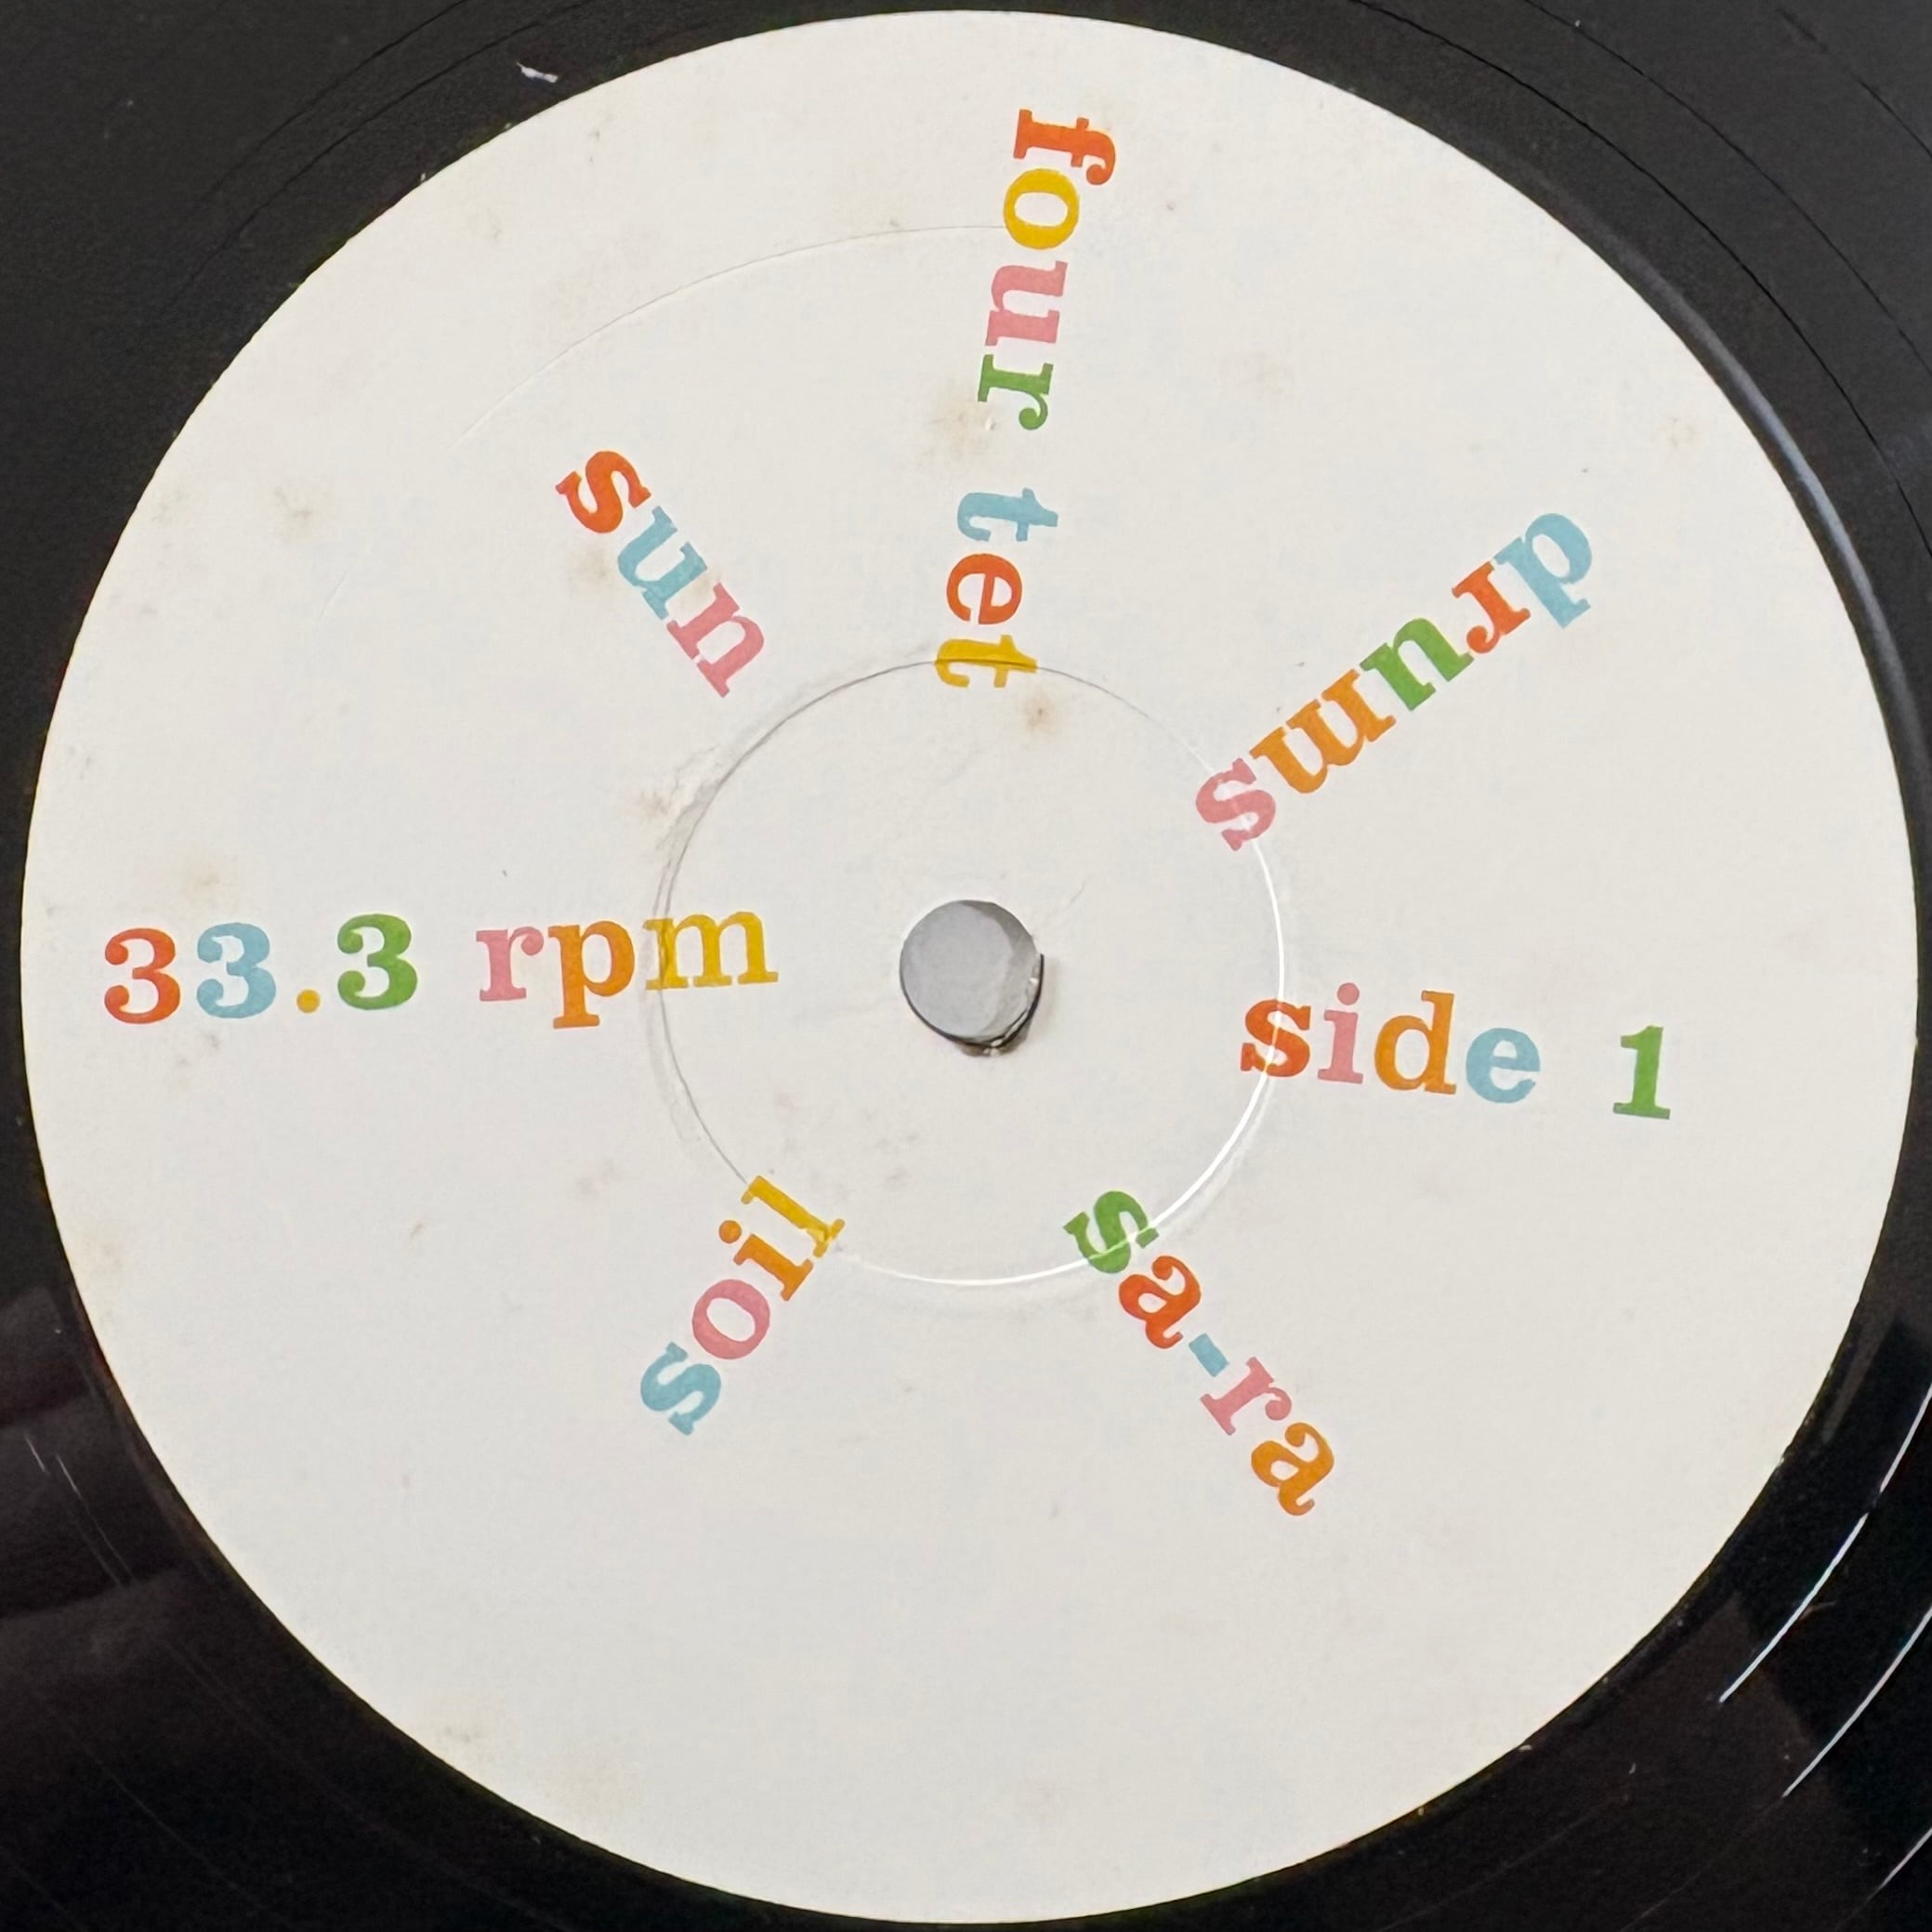 four tet
sun
drums
33.3 rpm
side 1
soil
sa-ra